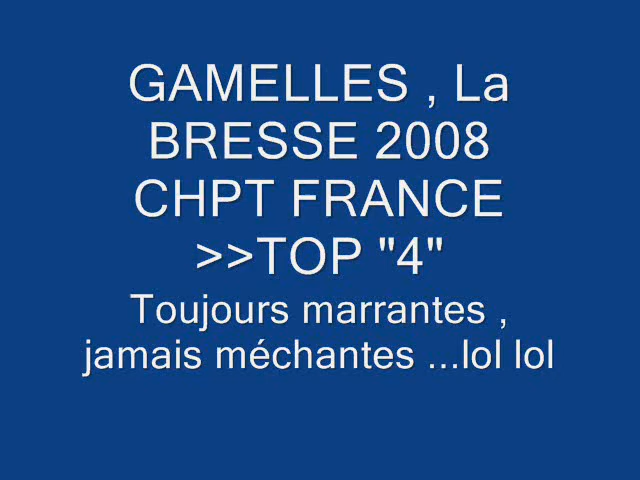 GAMELLES , La
BRESSE 2008
CHPT FRANCE
>>TOP "4"
Toujours marrantes ,
jamais méchantes ...lol lol